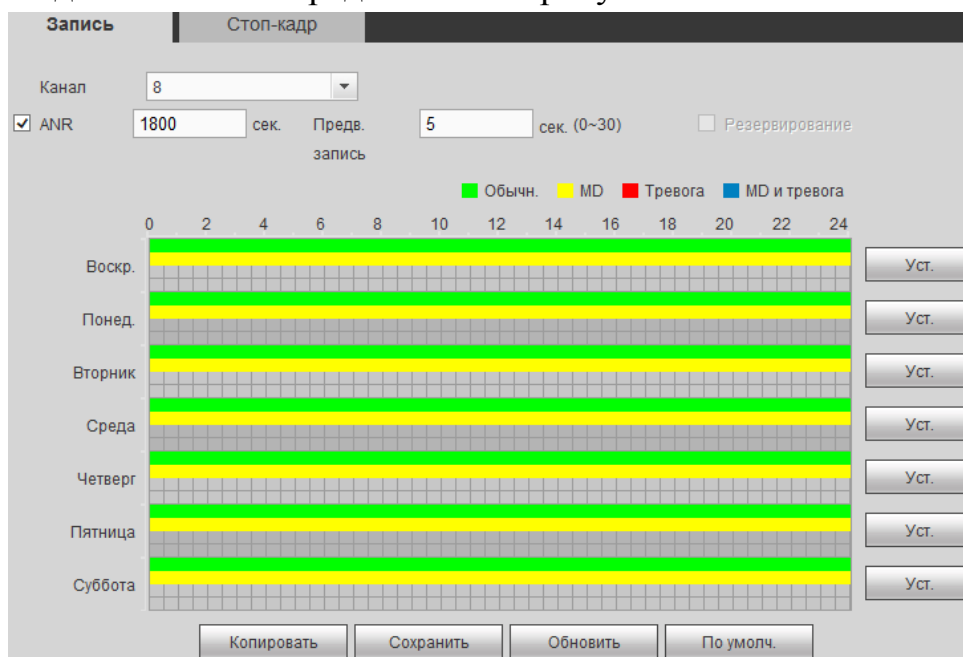 Запись Стоп-кадр
Канал 8
ANR 1800 сек. Предв. запись 5 сек. (0~30) Резервирование
Обычн. MD Тревога MD и тревога
0 2 4 6 8 10 12 14 16 18 20 22 24
Воскр. Уст.
Понед. Уст.
Вторник Уст.
Среда Уст.
Четверг Уст.
Пятница Уст.
Суббота Уст.
Копировать Сохранить Обновить По умолч.